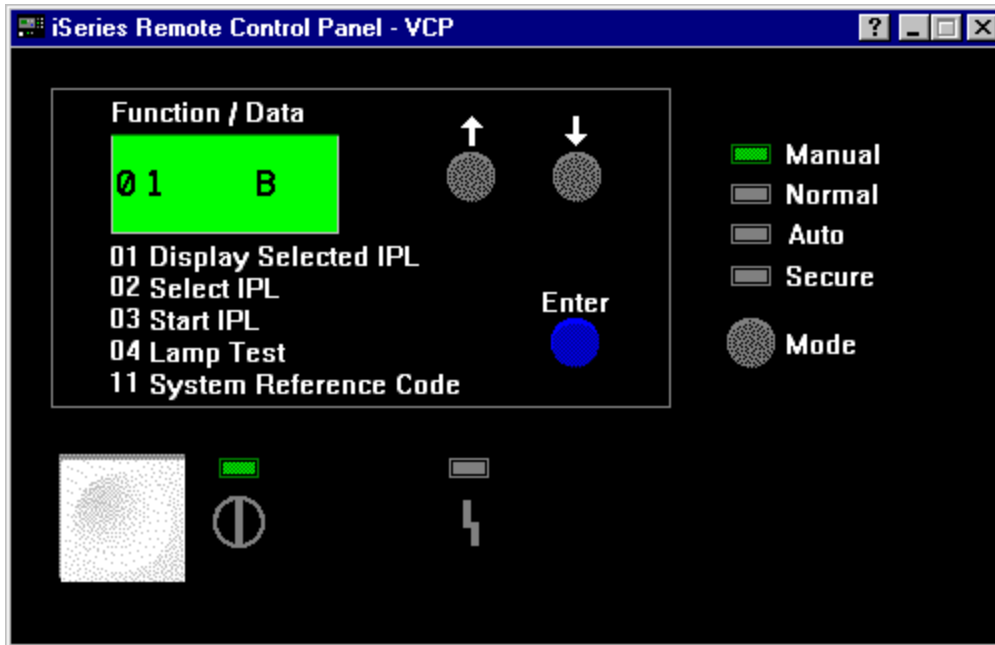 iSeries Remote Control Panel - VCP
Function / Data
01 B
01 Display Selected IPL
02 Select IPL
03 Start IPL
04 Lamp Test
11 System Reference Code
Enter
Manual
Normal
Auto
Secure
Mode